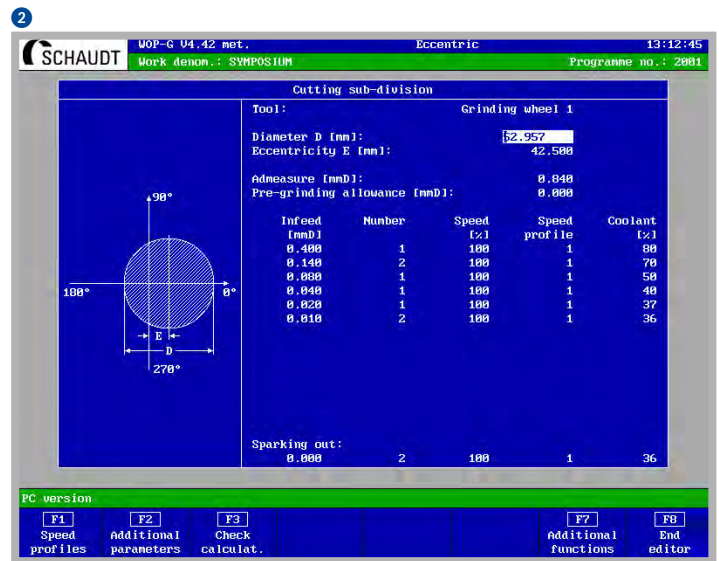 2
SCHAUDT
WOP-G V4.42 met. Eccentric 13:12:45
Work denom.: SYMPOSIUM Programme no.: 2001
Cutting sub-division
Tool: Grinding wheel 1
Diameter D [mm]: 52.957
Eccentricity E [mm]: 42.500
Admeasure [mmD]: 0.840
Pre-grinding allowance [mmD]: 0.000
Infeed Number Speed Speed Coolant
[mmD] [%] profile [%]
0.400 1 100 1 80
0.140 2 100 1 70
0.080 1 100 1 50
0.040 1 100 1 40
0.020 1 100 1 37
0.010 2 100 1 36
90°
180° 0°
E
D
270°
Sparking out:
0.000 2 100 1 36
PC version
F1 F2 F3 F7 F8
Speed Additional Check Additional End
profiles parameters calculat. functions editor